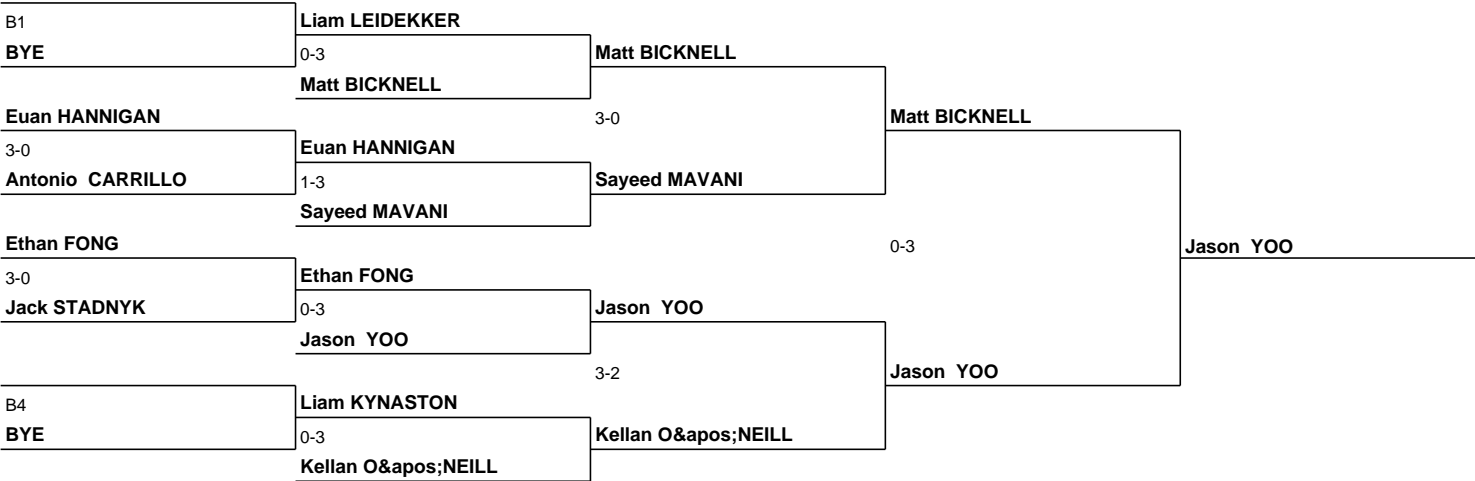 B1
BYE
Liam LEIDEKKER
0-3
Matt BICKNELL
Matt BICKNELL
3-0
Euan HANNIGAN
3-0
Antonio  CARRILLO
Euan HANNIGAN
1-3
Sayeed MAVANI
Sayeed MAVANI
Matt BICKNELL
0-3
Ethan FONG
3-0
Jack STADNYK
Ethan FONG
0-3
Jason  YOO
Jason  YOO
3-2
B4
BYE
Liam KYNASTON
0-3
Kellan O&apos;NEILL
Kellan O&apos;NEILL
Jason  YOO
Jason  YOO